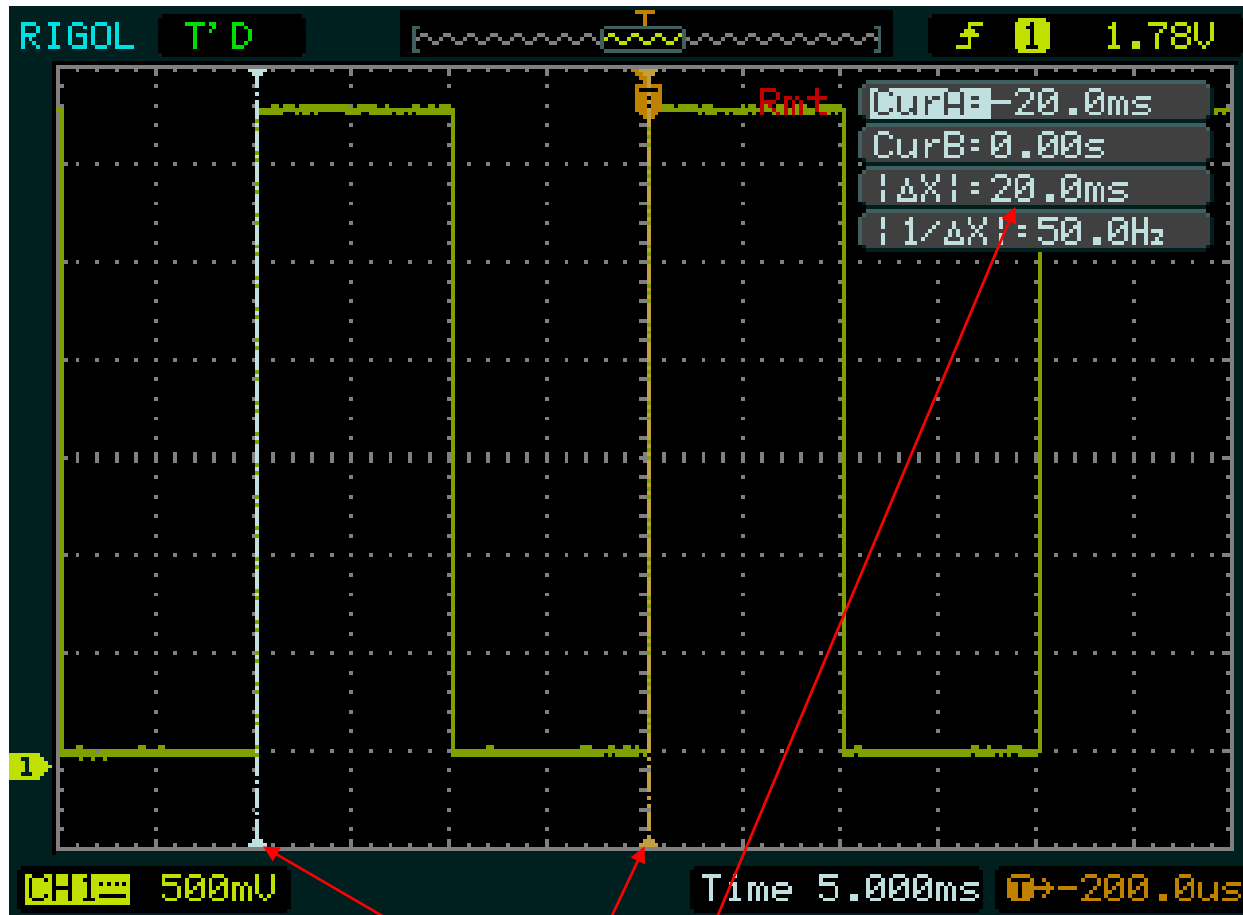 RIGOL T'D 1 1.78V
T
Rmt
CurA=-20.0ms
CurB=0.00s
|ΔX|=20.0ms
|1/ΔX|=50.0Hz
1
CH1 500mV Time 5.000ms T→-200.0us